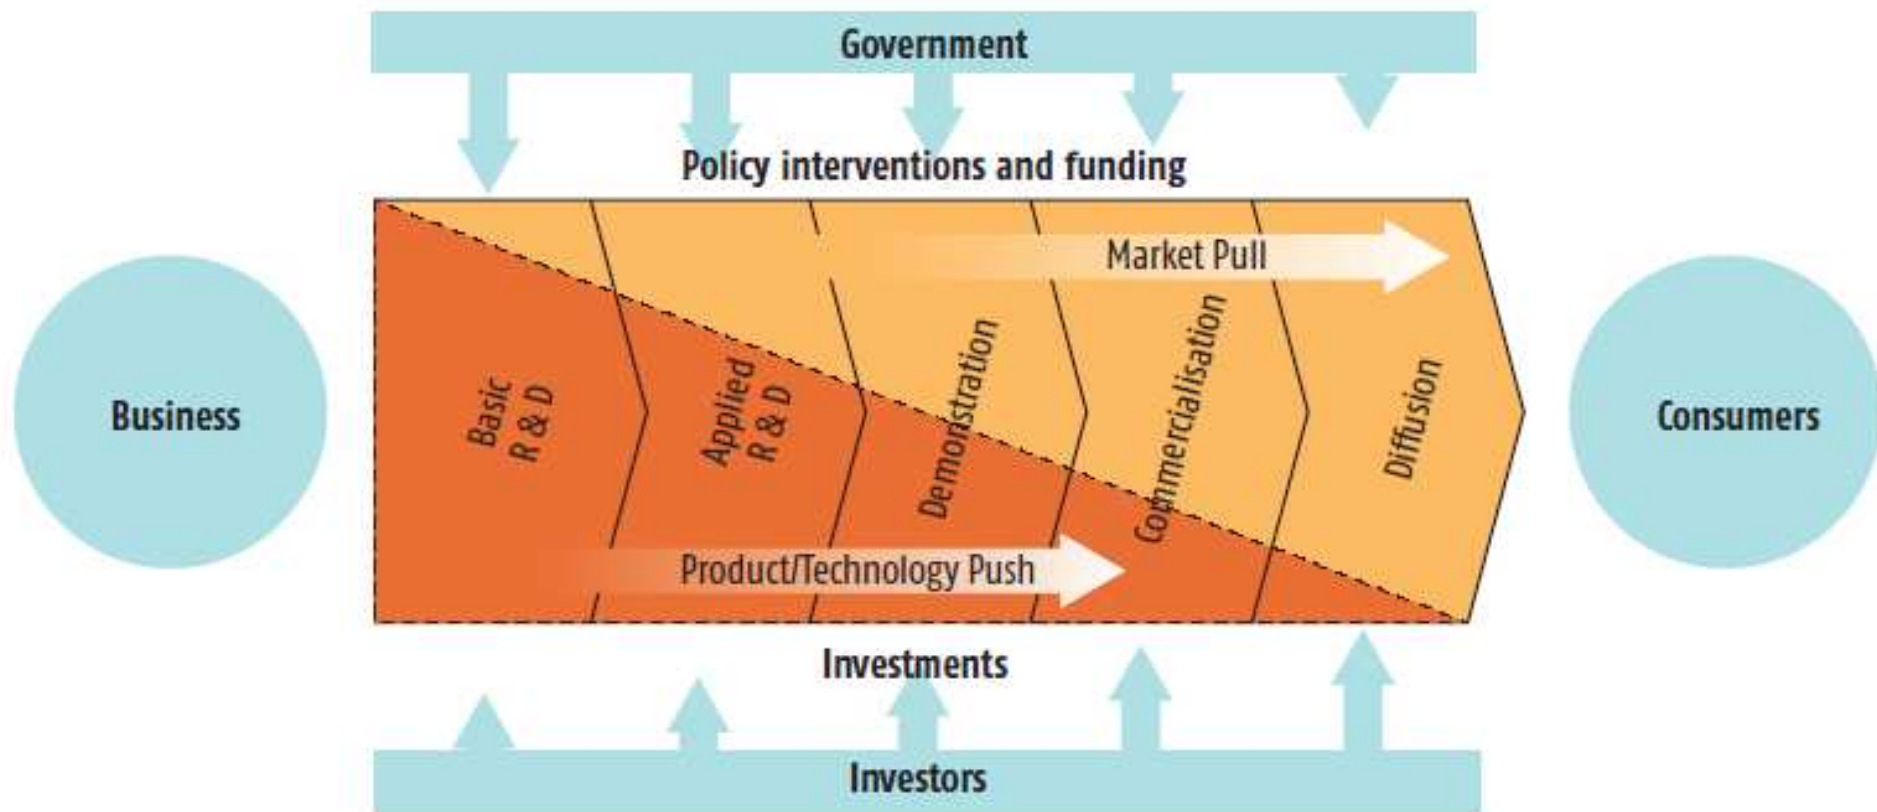 Government
Policy interventions and funding
Market Pull
Business
Basic
R & D
Applied
R & D
Demonstration
Commercialisation
Diffusion
Consumers
Product/Technology Push
Investments
Investors